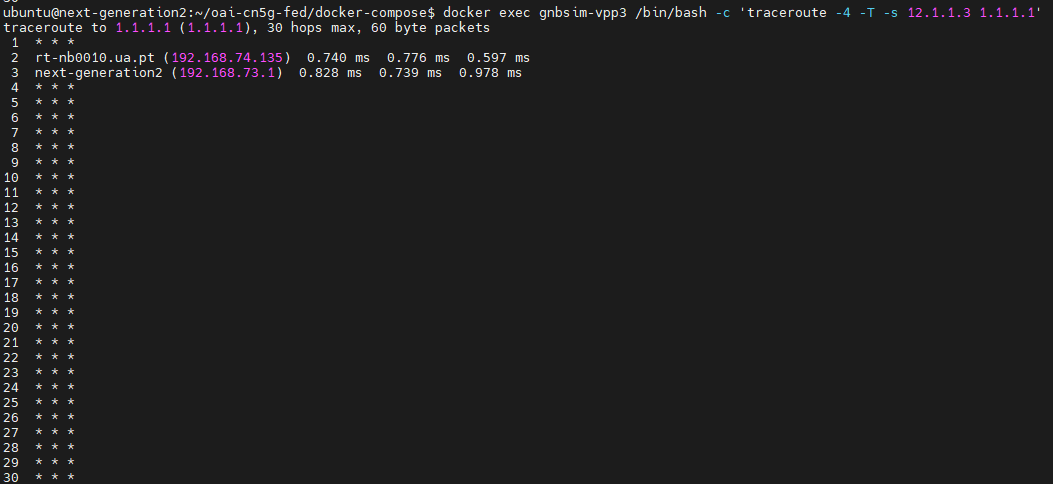 ubuntu@next-generation2:~/oai-cn5g-fed/docker-compose$ docker exec gnbsim-vpp3 /bin/bash -c 'traceroute -4 -T -s 12.1.1.3 1.1.1.1'
traceroute to 1.1.1.1 (1.1.1.1), 30 hops max, 60 byte packets
 1  * * *
 2  rt-nb0010.ua.pt (192.168.74.135)  0.740 ms  0.776 ms  0.597 ms
 3  next-generation2 (192.168.73.1)  0.828 ms  0.739 ms  0.978 ms
 4  * * *
 5  * * *
 6  * * *
 7  * * *
 8  * * *
 9  * * *
10  * * *
11  * * *
12  * * *
13  * * *
14  * * *
15  * * *
16  * * *
17  * * *
18  * * *
19  * * *
20  * * *
21  * * *
22  * * *
23  * * *
24  * * *
25  * * *
26  * * *
27  * * *
28  * * *
29  * * *
30  * * *